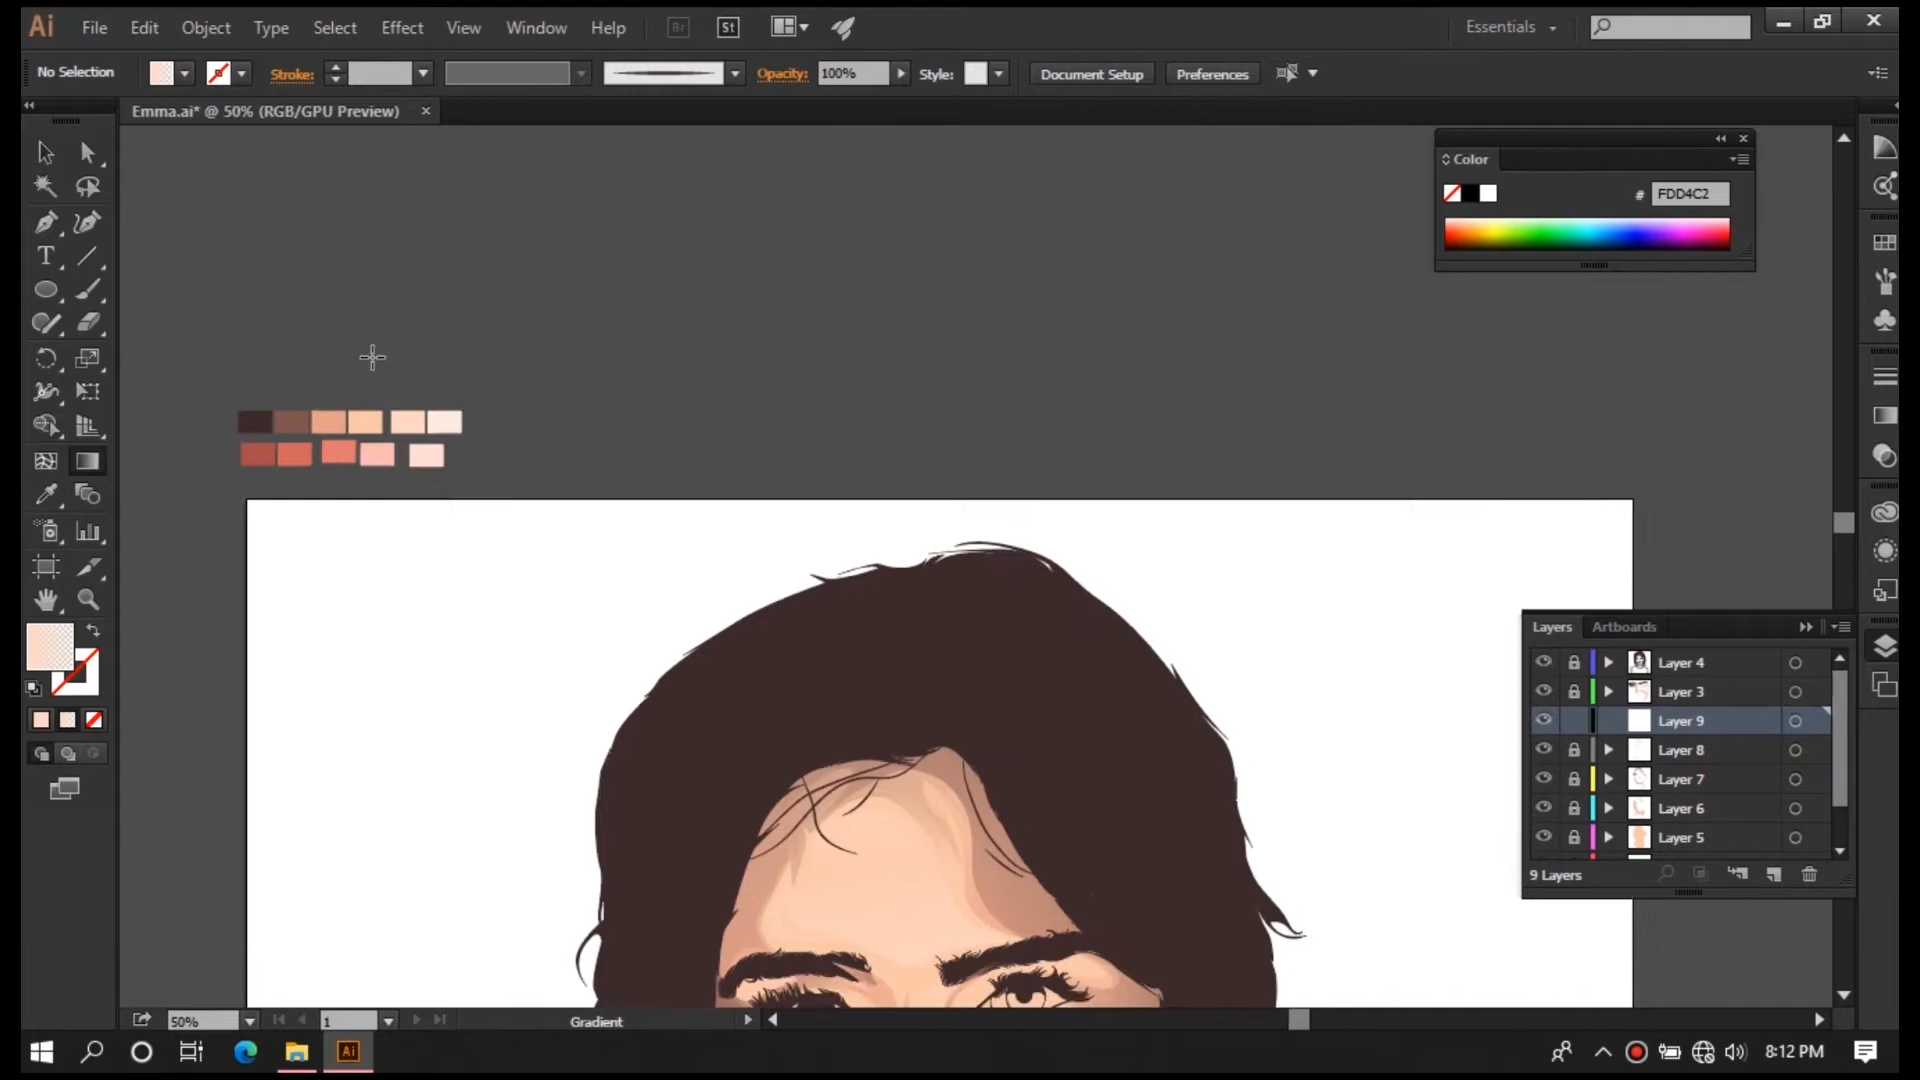 Ai File Edit Object Type Select Effect View Window Help Br St Essentials
No Selection Stroke: Opacity: 100% Style: Document Setup Preferences
Emma.ai* @ 50% (RGB/GPU Preview)
Color
# FDD4C2
Layers Artboards
Layer 4
Layer 3
Layer 9
Layer 8
Layer 7
Layer 6
Layer 5
9 Layers
50% 1 Gradient
Ai 8:12 PM